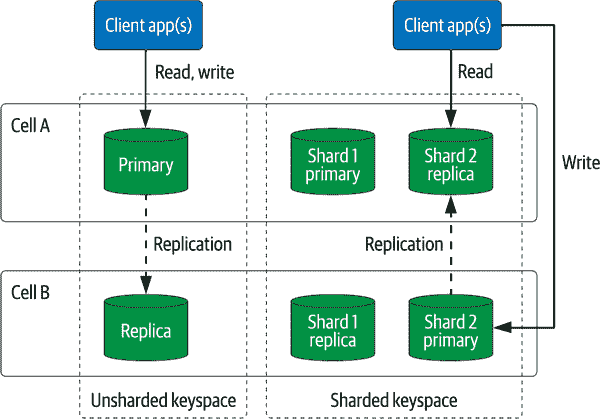 Client app(s)
Client app(s)
Read, write
Read
Cell A
Primary
Shard 1
primary
Shard 2
replica
Write
Replication
Replication
Cell B
Replica
Shard 1
replica
Shard 2
primary
Unsharded keyspace
Sharded keyspace